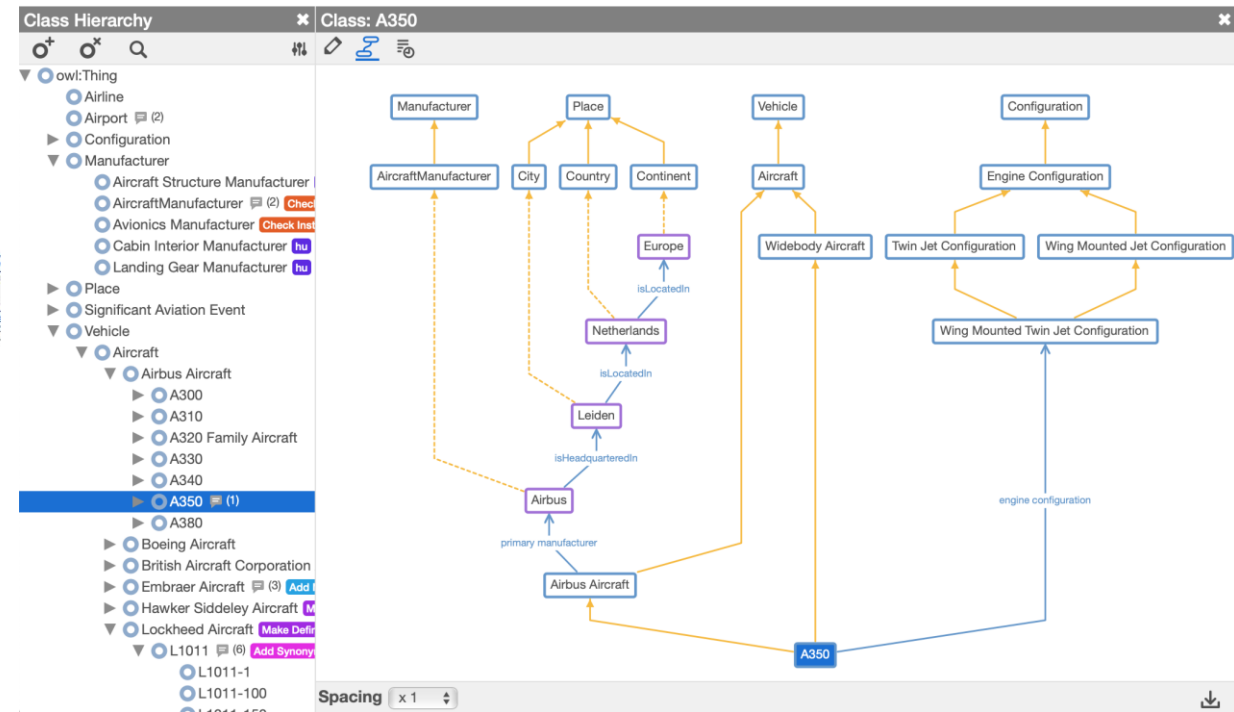 Class Hierarchy
owl:Thing
Airline
Airport (2)
Configuration
Manufacturer
Aircraft Structure Manufacturer
AircraftManufacturer (2)
Avionics Manufacturer
Cabin Interior Manufacturer hu
Landing Gear Manufacturer hu
Place
Significant Aviation Event
Vehicle
Aircraft
Airbus Aircraft
A300
A310
A320 Family Aircraft
A330
A340
A350 (1)
A380
Boeing Aircraft
British Aircraft Corporation
Embraer Aircraft (3) Add
Hawker Siddeley Aircraft
Lockheed Aircraft Make
L1011 (6) Add
L1011-1
L1011-100
Class: A350
Manufacturer Place Vehicle Configuration
AircraftManufacturer City Country Continent Aircraft Engine Configuration
Europe Widebody Aircraft Twin Jet Configuration Wing Mounted Jet Configuration
isLocatedIn
Netherlands Wing Mounted Twin Jet Configuration
isLocatedIn
Leiden
isHeadquarteredIn
Airbus engine configuration
primary manufacturer
Airbus Aircraft
A350
Spacing x 1